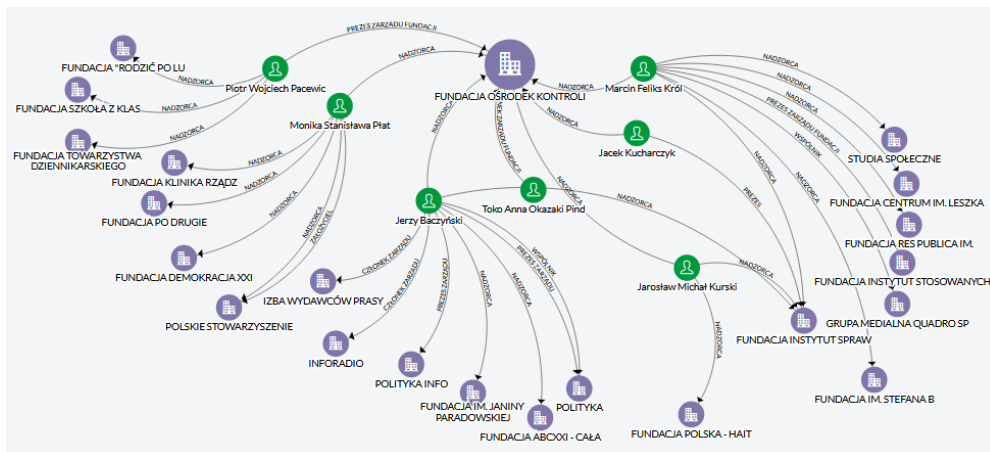 PREZES ZARZĄDU FUNDACJI
NADZORCA
FUNDACJA "RODZIĆ PO LU
NADZORCA
Piotr Wojciech Pacewic
FUNDACJA OŚRODEK KONTROLI
NADZORCA
Marcin Feliks Król
NADZORCA
NADZORCA
NADZORCA
PREZES ZARZĄDU FUNDACJI
WSPÓLNIK
FUNDACJA SZKOŁA Z KLAS
NADZORCA
Monika Stanisława Płat
NADZORCA
NADZORCA
CZŁONEK ZARZĄDU FUNDACJI
Jacek Kucharczyk
FUNDACJA TOWARZYSTWA
DZIENNIKARSKIEGO
NADZORCA
STUDIA SPOŁECZNE
FUNDACJA KLINIKA RZĄDZ
NADZORCA
NADZORCA
NADZORCA
PREZES
NADZORCA
FUNDACJA CENTRUM IM. LESZKA
FUNDACJA PO DRUGIE
NADZORCA
NADZORCA
ZAŁOŻYCIEL
Jerzy Baczyński
Toko Anna Okazaki Pind
NADZORCA
NADZORCA
FUNDACJA RES PUBLICA IM.
FUNDACJA DEMOKRACJA XXI
CZŁONEK ZARZĄDU
WSPÓLNIK
PREZES ZARZĄDU
NADZORCA
Jarosław Michał Kurski
FUNDACJA INSTYTUT STOSOWANYCH
IZBA WYDAWCÓW PRASY
CZŁONEK ZARZĄDU
PREZES ZARZĄDU
NADZORCA
NADZORCA
POLSKIE STOWARZYSZENIE
GRUPA MEDIALNA QUADRO SP
FUNDACJA INSTYTUT SPRAW
NADZORCA
INFORADIO
POLITYKA INFO
FUNDACJA IM. JANINY
PARADOWSKIEJ
POLITYKA
FUNDACJA IM. STEFANA B
FUNDACJA ABCXXI - CAŁA
FUNDACJA POLSKA - HAIT